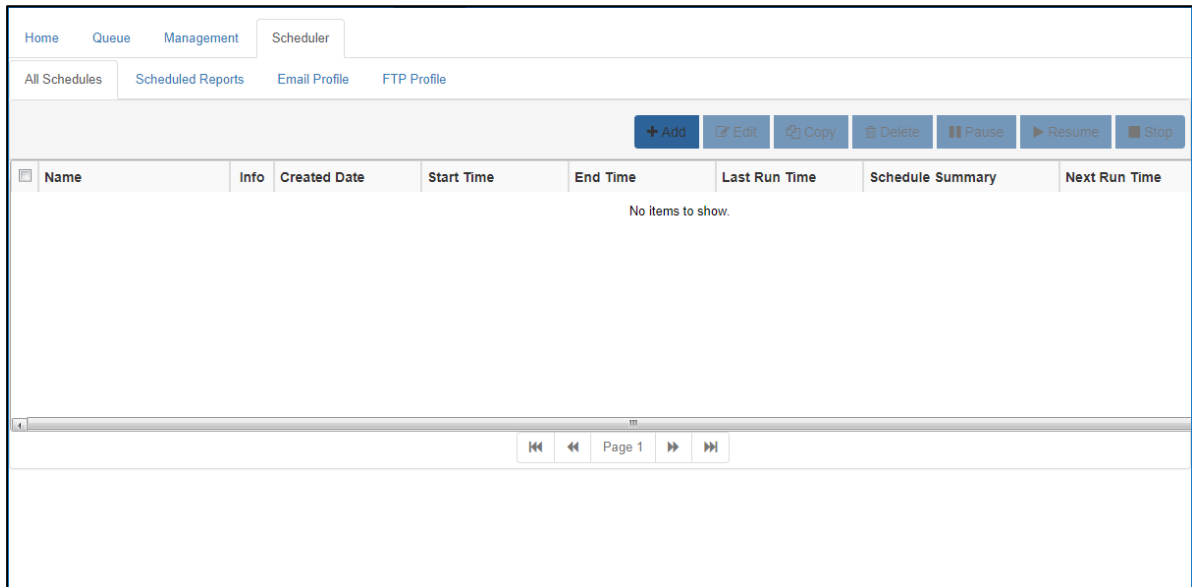 Home Queue Management Scheduler
All Schedules Scheduled Reports Email Profile FTP Profile
Add Edit Copy Delete Pause Resume Stop
Name Info Created Date Start Time End Time Last Run Time Schedule Summary Next Run Time
No items to show.
Page 1